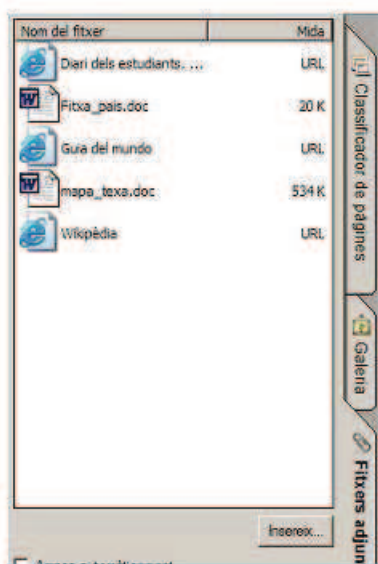 Nom del fitxer Mida
Diari dels estudiants. ... URL
Fitxa_pais.doc 20 K
Guia del mundo URL
mapa_texa.doc 534 K
Wikipèdia URL
Insereix...
Classificador de pàgines
Galeria
Fitxers adjun